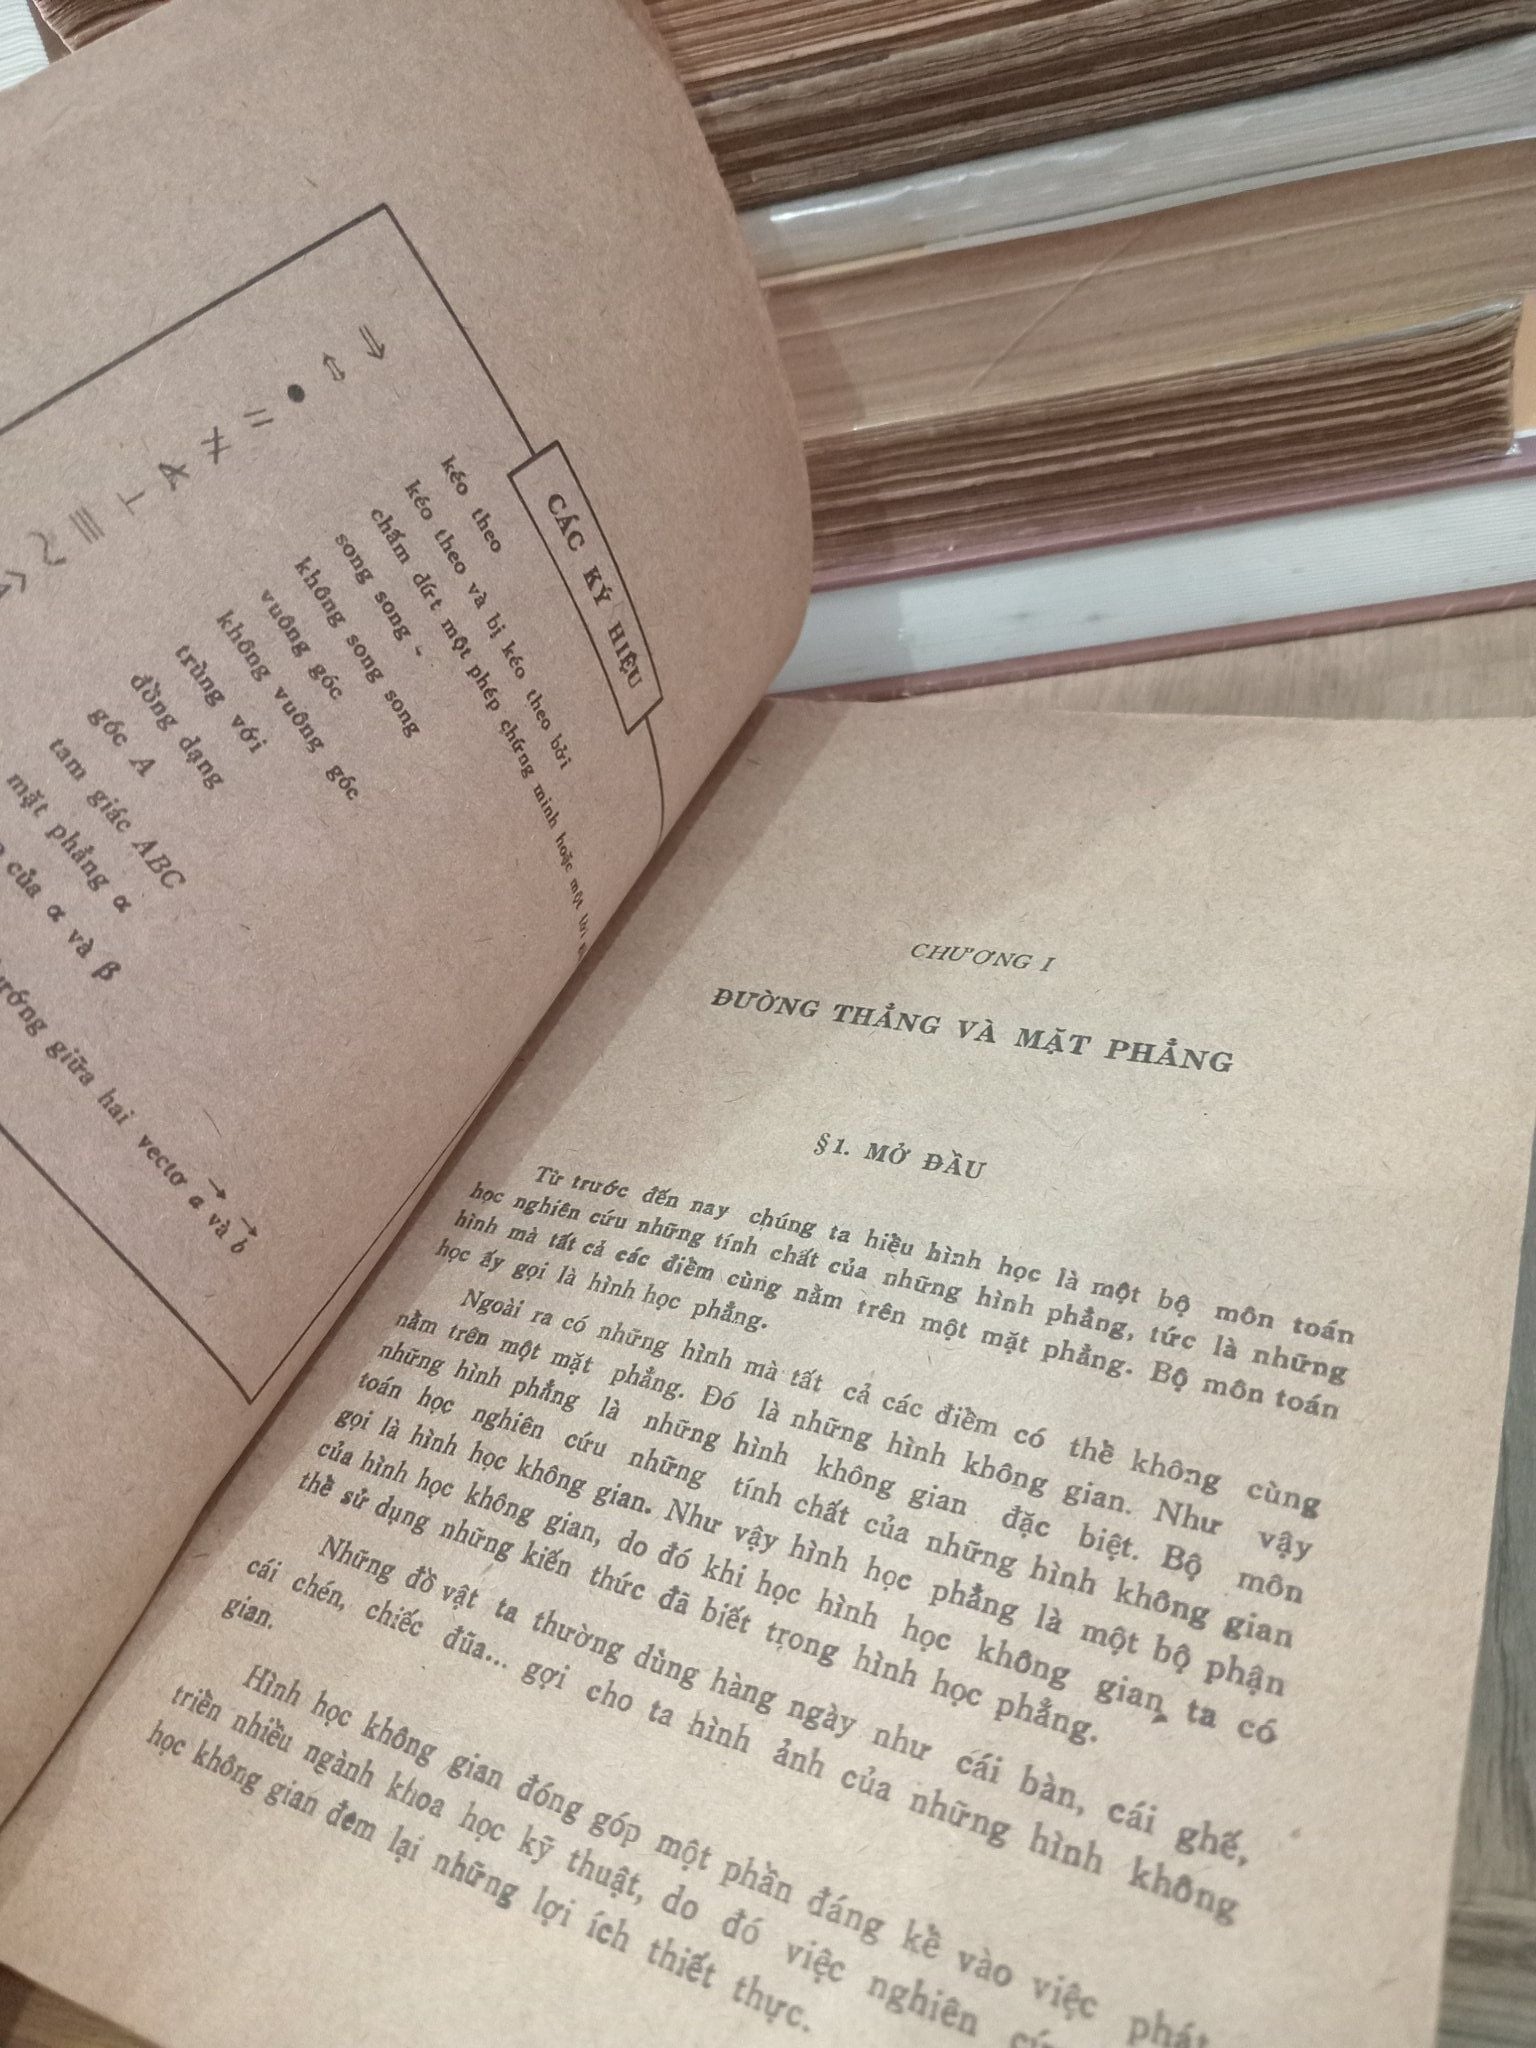 CÁC KÝ HIỆU
⇒ kéo theo
⇔ kéo theo và bị kéo theo bởi
● chấm dứt một phép chứng minh hoặc một lời
song song
không song song
⊥ vuông góc
không vuông góc
≡ trùng với
đồng dạng
góc A
tam giác ABC
mặt phẳng α
của α và β
hướng giữa hai vectơ a⃗ và b⃗
CHƯƠNG I
ĐƯỜNG THẲNG VÀ MẶT PHẲNG
§1. MỞ ĐẦU
Từ trước đến nay chúng ta hiểu hình học là một bộ môn toán
học nghiên cứu những tính chất của những hình phẳng, tức là những
hình mà tất cả các điểm cùng nằm trên một mặt phẳng. Bộ môn toán
học ấy gọi là hình học phẳng.
Ngoài ra có những hình mà tất cả các điểm có thể không cùng
nằm trên một mặt phẳng. Đó là những hình không gian. Như vậy
những hình phẳng là những hình không gian đặc biệt. Bộ môn
toán học nghiên cứu những tính chất của những hình không gian
gọi là hình học không gian. Như vậy hình học phẳng là một bộ phận
của hình học không gian, do đó khi học hình học không gian ta có
thể sử dụng những kiến thức đã biết trong hình học phẳng.
Những đồ vật ta thường dùng hàng ngày như cái bàn, cái ghế,
cái chén, chiếc đũa... gợi cho ta hình ảnh của những hình không
gian.
Hình học không gian đóng góp một phần đáng kể vào việc phát
triển nhiều ngành khoa học kỹ thuật, do đó việc nghiên
học không gian đem lại những lợi ích thiết thực.